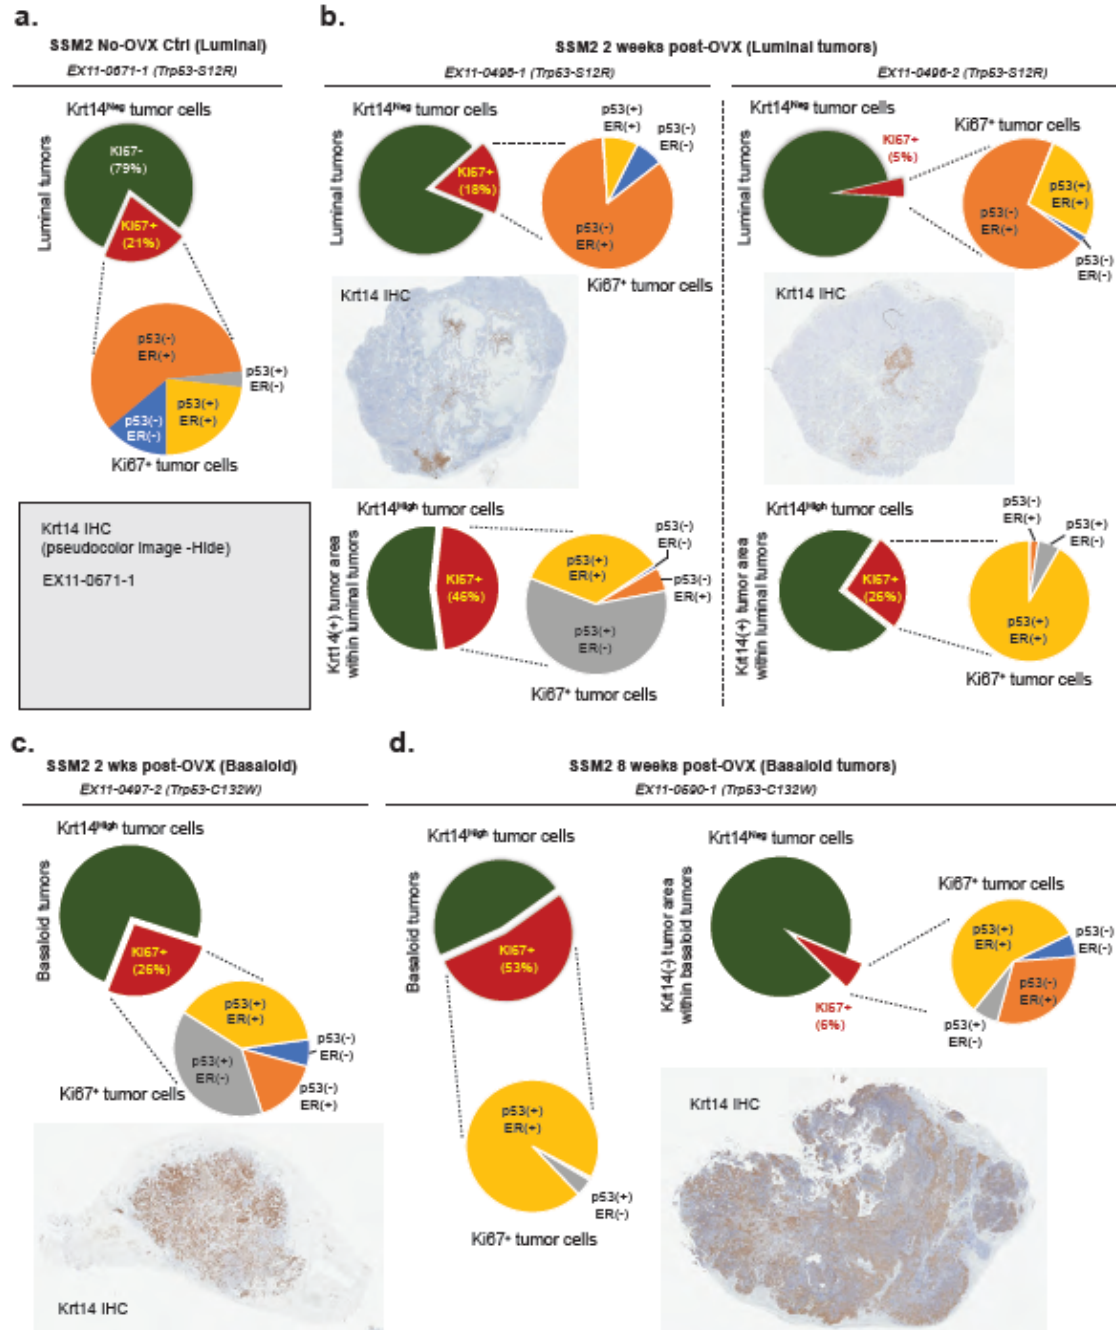 a.
SSM2 No-OVX Ctrl (Luminal)
EX11-0671-1 (Trp53-S12R)
Krt14Neg tumor cells
Luminal tumors
KI67-
(79%)
KI67+
(21%)
p53(-)
ER(+)
p53(+)
ER(-)
p53(+)
ER(+)
p53(-)
ER(-)
Ki67+ tumor cells
Krt14 IHC
(pseudocolor image -Hide)
EX11-0671-1
b.
SSM2 2 weeks post-OVX (Luminal tumors)
EX11-0496-1 (Trp53-S12R)
Krt14Neg tumor cells
Luminal tumors
KI67+
(18%)
p53(+)
ER(+)
p53(-)
ER(-)
p53(-)
ER(+)
Ki67+ tumor cells
Krt14 IHC
Krt14High tumor cells
Krt14(+) tumor area
within luminal tumors
KI67+
(46%)
p53(+)
ER(+)
p53(-)
ER(-)
p53(-)
ER(+)
p53(+)
ER(-)
Ki67+ tumor cells
EX11-0496-2 (Trp53-S12R)
Krt14Neg tumor cells
Luminal tumors
KI67+
(5%)
Ki67+ tumor cells
p53(+)
ER(+)
p53(-)
ER(+)
p53(-)
ER(-)
Krt14 IHC
Krt14High tumor cells
Krt14(+) tumor area
within luminal tumors
KI67+
(26%)
p53(-)
ER(+)
p53(+)
ER(-)
p53(+)
ER(+)
Ki67+ tumor cells
c.
SSM2 2 wks post-OVX (Basaloid)
EX11-0497-2 (Trp53-C132W)
Krt14High tumor cells
Basaloid tumors
KI67+
(26%)
p53(+)
ER(+)
p53(-)
ER(-)
p53(+)
ER(-)
p53(-)
ER(+)
Ki67+ tumor cells
Krt14 IHC
d.
SSM2 8 weeks post-OVX (Basaloid tumors)
EX11-0690-1 (Trp53-C132W)
Krt14High tumor cells
Basaloid tumors
KI67+
(53%)
p53(+)
ER(+)
p53(+)
ER(-)
Ki67+ tumor cells
Krt14Neg tumor cells
Krt14(-) tumor area
within basaloid tumors
KI67+
(6%)
Ki67+ tumor cells
p53(+)
ER(+)
p53(-)
ER(-)
p53(-)
ER(+)
p53(+)
ER(-)
Krt14 IHC